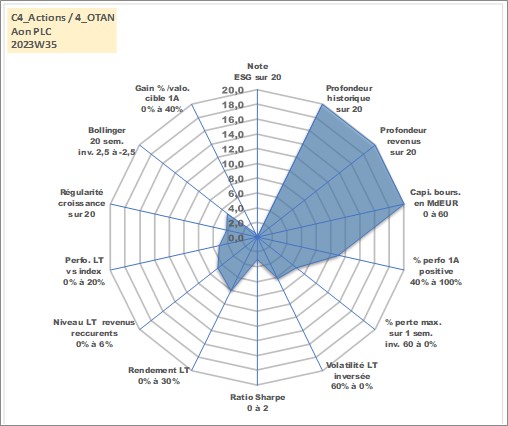 C4_Actions / 4_OTAN
Aon PLC
2023W35
Note
ESG sur 20
Profondeur
historique
sur 20
Profondeur
revenus
sur 20
Capi. bours.
en MdEUR
0 à 60
% perfo 1A
positive
40% à 100%
% perte max.
sur 1 sem.
inv. 60 à 0%
Volatilité LT
inversée
60% à 0%
Ratio Sharpe
0 à 2
Rendement LT
0% à 30%
Niveau LT revenus
reccurents
0% à 6%
Perfo. LT
vs index
0% à 20%
Régularité
croissance
sur 20
Bollinger
20 sem.
inv. 2,5 à -2,5
Gain % /valo.
cible 1A
0% à 40%
20,0
18,0
16,0
14,0
12,0
10,0
8,0
6,0
4,0
2,0
0,0